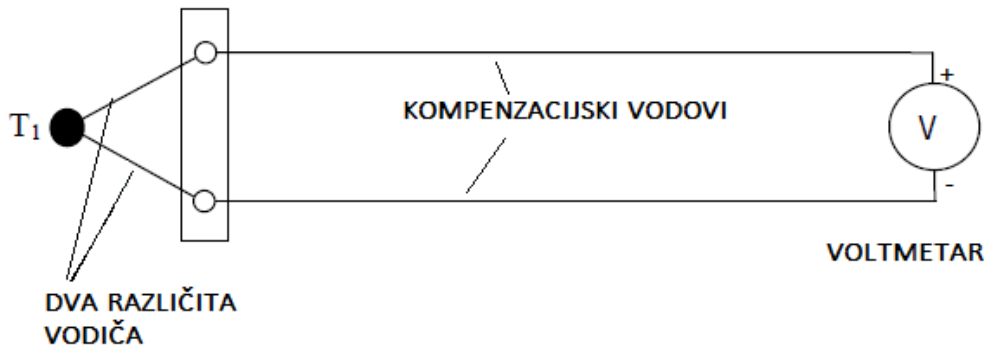 T1
+
KOMPENZACIJSKI VODOVI
V
-
VOLTMETAR
DVA RAZLIČITA
VODIČA